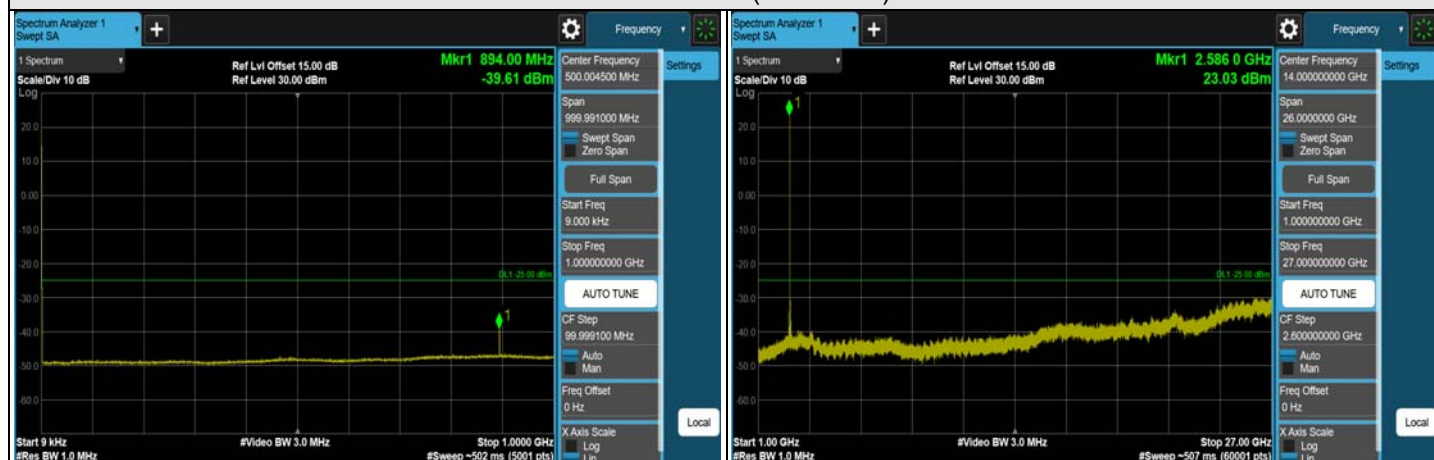 Spectrum Analyzer 1
Swept SA
Frequency
1 Spectrum
Scale/Div 10 dB
Log
Ref Lvl Offset 15.00 dB
Ref Level 30.00 dBm
Mkr1 894.00 MHz
-39.61 dBm
1
20.0
10.0
0.00
-10.0
-20.0
-30.0
-40.0
-50.0
-60.0
DL1 -25.00 dBm
1
Start 9 kHz
#Res BW 1.0 MHz
#Video BW 3.0 MHz
Stop 1.0000 GHz
#Sweep ~502 ms (5001 pts)
Center Frequency
500.004500 MHz
Span
999.991000 MHz
Swept Span
Zero Span
Full Span
Start Freq
9.000 kHz
Stop Freq
1.000000000 GHz
AUTO TUNE
CF Step
99.999100 MHz
Auto
Man
Freq Offset
0 Hz
X Axis Scale
Log
Lin
Settings
Local
Spectrum Analyzer 1
Swept SA
Frequency
1 Spectrum
Scale/Div 10 dB
Log
Ref Lvl Offset 15.00 dB
Ref Level 30.00 dBm
Mkr1 2.586 0 GHz
23.03 dBm
1
20.0
10.0
0.00
-10.0
-20.0
-30.0
-40.0
-50.0
-60.0
DL1 -25.00 dBm
Start 1.00 GHz
#Res BW 1.0 MHz
#Video BW 3.0 MHz
Stop 27.00 GHz
#Sweep ~507 ms (60001 pts)
Center Frequency
14.000000000 GHz
Span
26.0000000 GHz
Swept Span
Zero Span
Full Span
Start Freq
1.000000000 GHz
Stop Freq
27.000000000 GHz
AUTO TUNE
CF Step
2.600000000 GHz
Auto
Man
Freq Offset
0 Hz
X Axis Scale
Log
Lin
Settings
Local